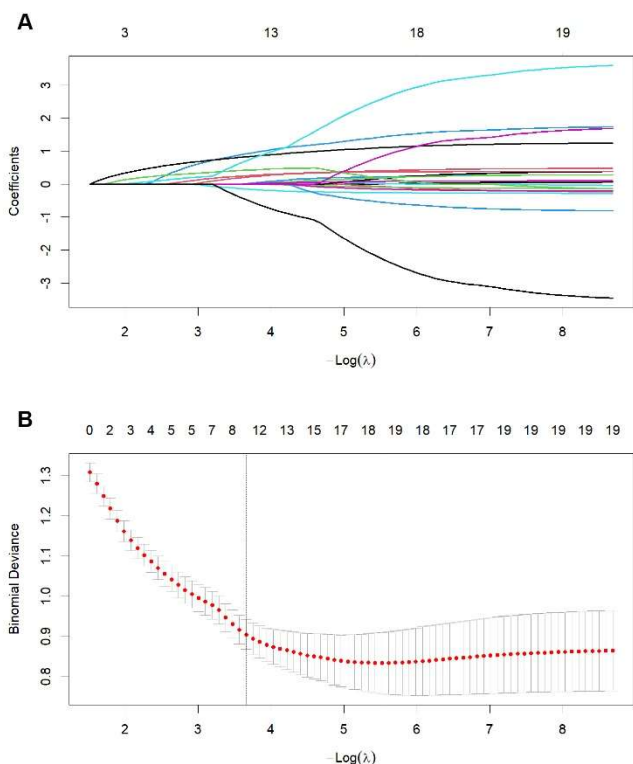 A
3 13 18 19
3
2
1
0
-1
-2
-3
Coefficients
2 3 4 5 6 7 8
−Log(λ)
B
0 2 3 4 5 5 7 8 12 13 15 17 18 19 18 17 17 19 19 19 19
1.3
1.2
1.1
1.0
0.9
0.8
Binomial Deviance
2 3 4 5 6 7 8
−Log(λ)